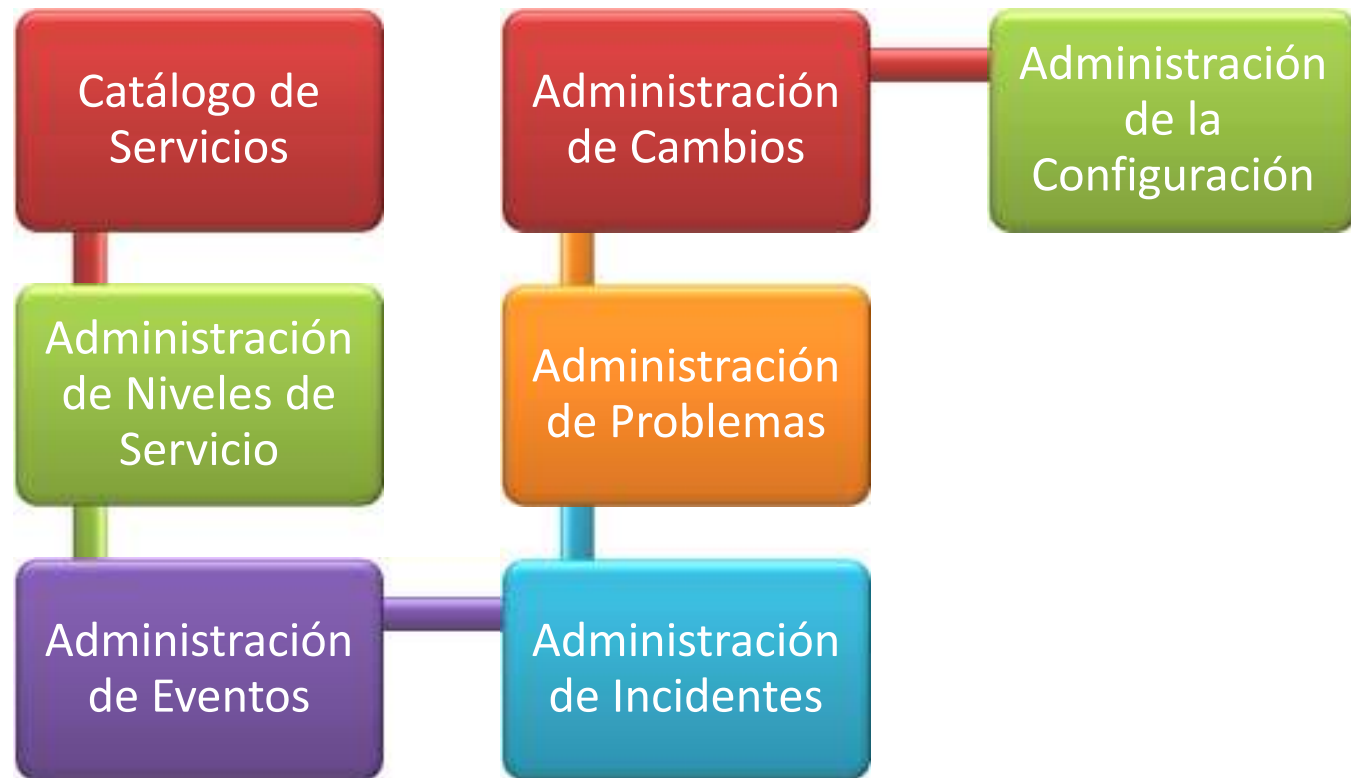 Catálogo de
Servicios
Administración
de Niveles de
Servicio
Administración
de Eventos
Administración
de Incidentes
Administración
de Problemas
Administración
de Cambios
Administración
de la
Configuración